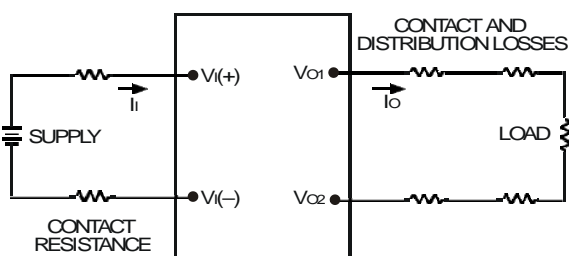 CONTACT AND
DISTRIBUTION LOSSES
VI(+)
VO1
II
IO
SUPPLY
LOAD
VI(–)
VO2
CONTACT
RESISTANCE